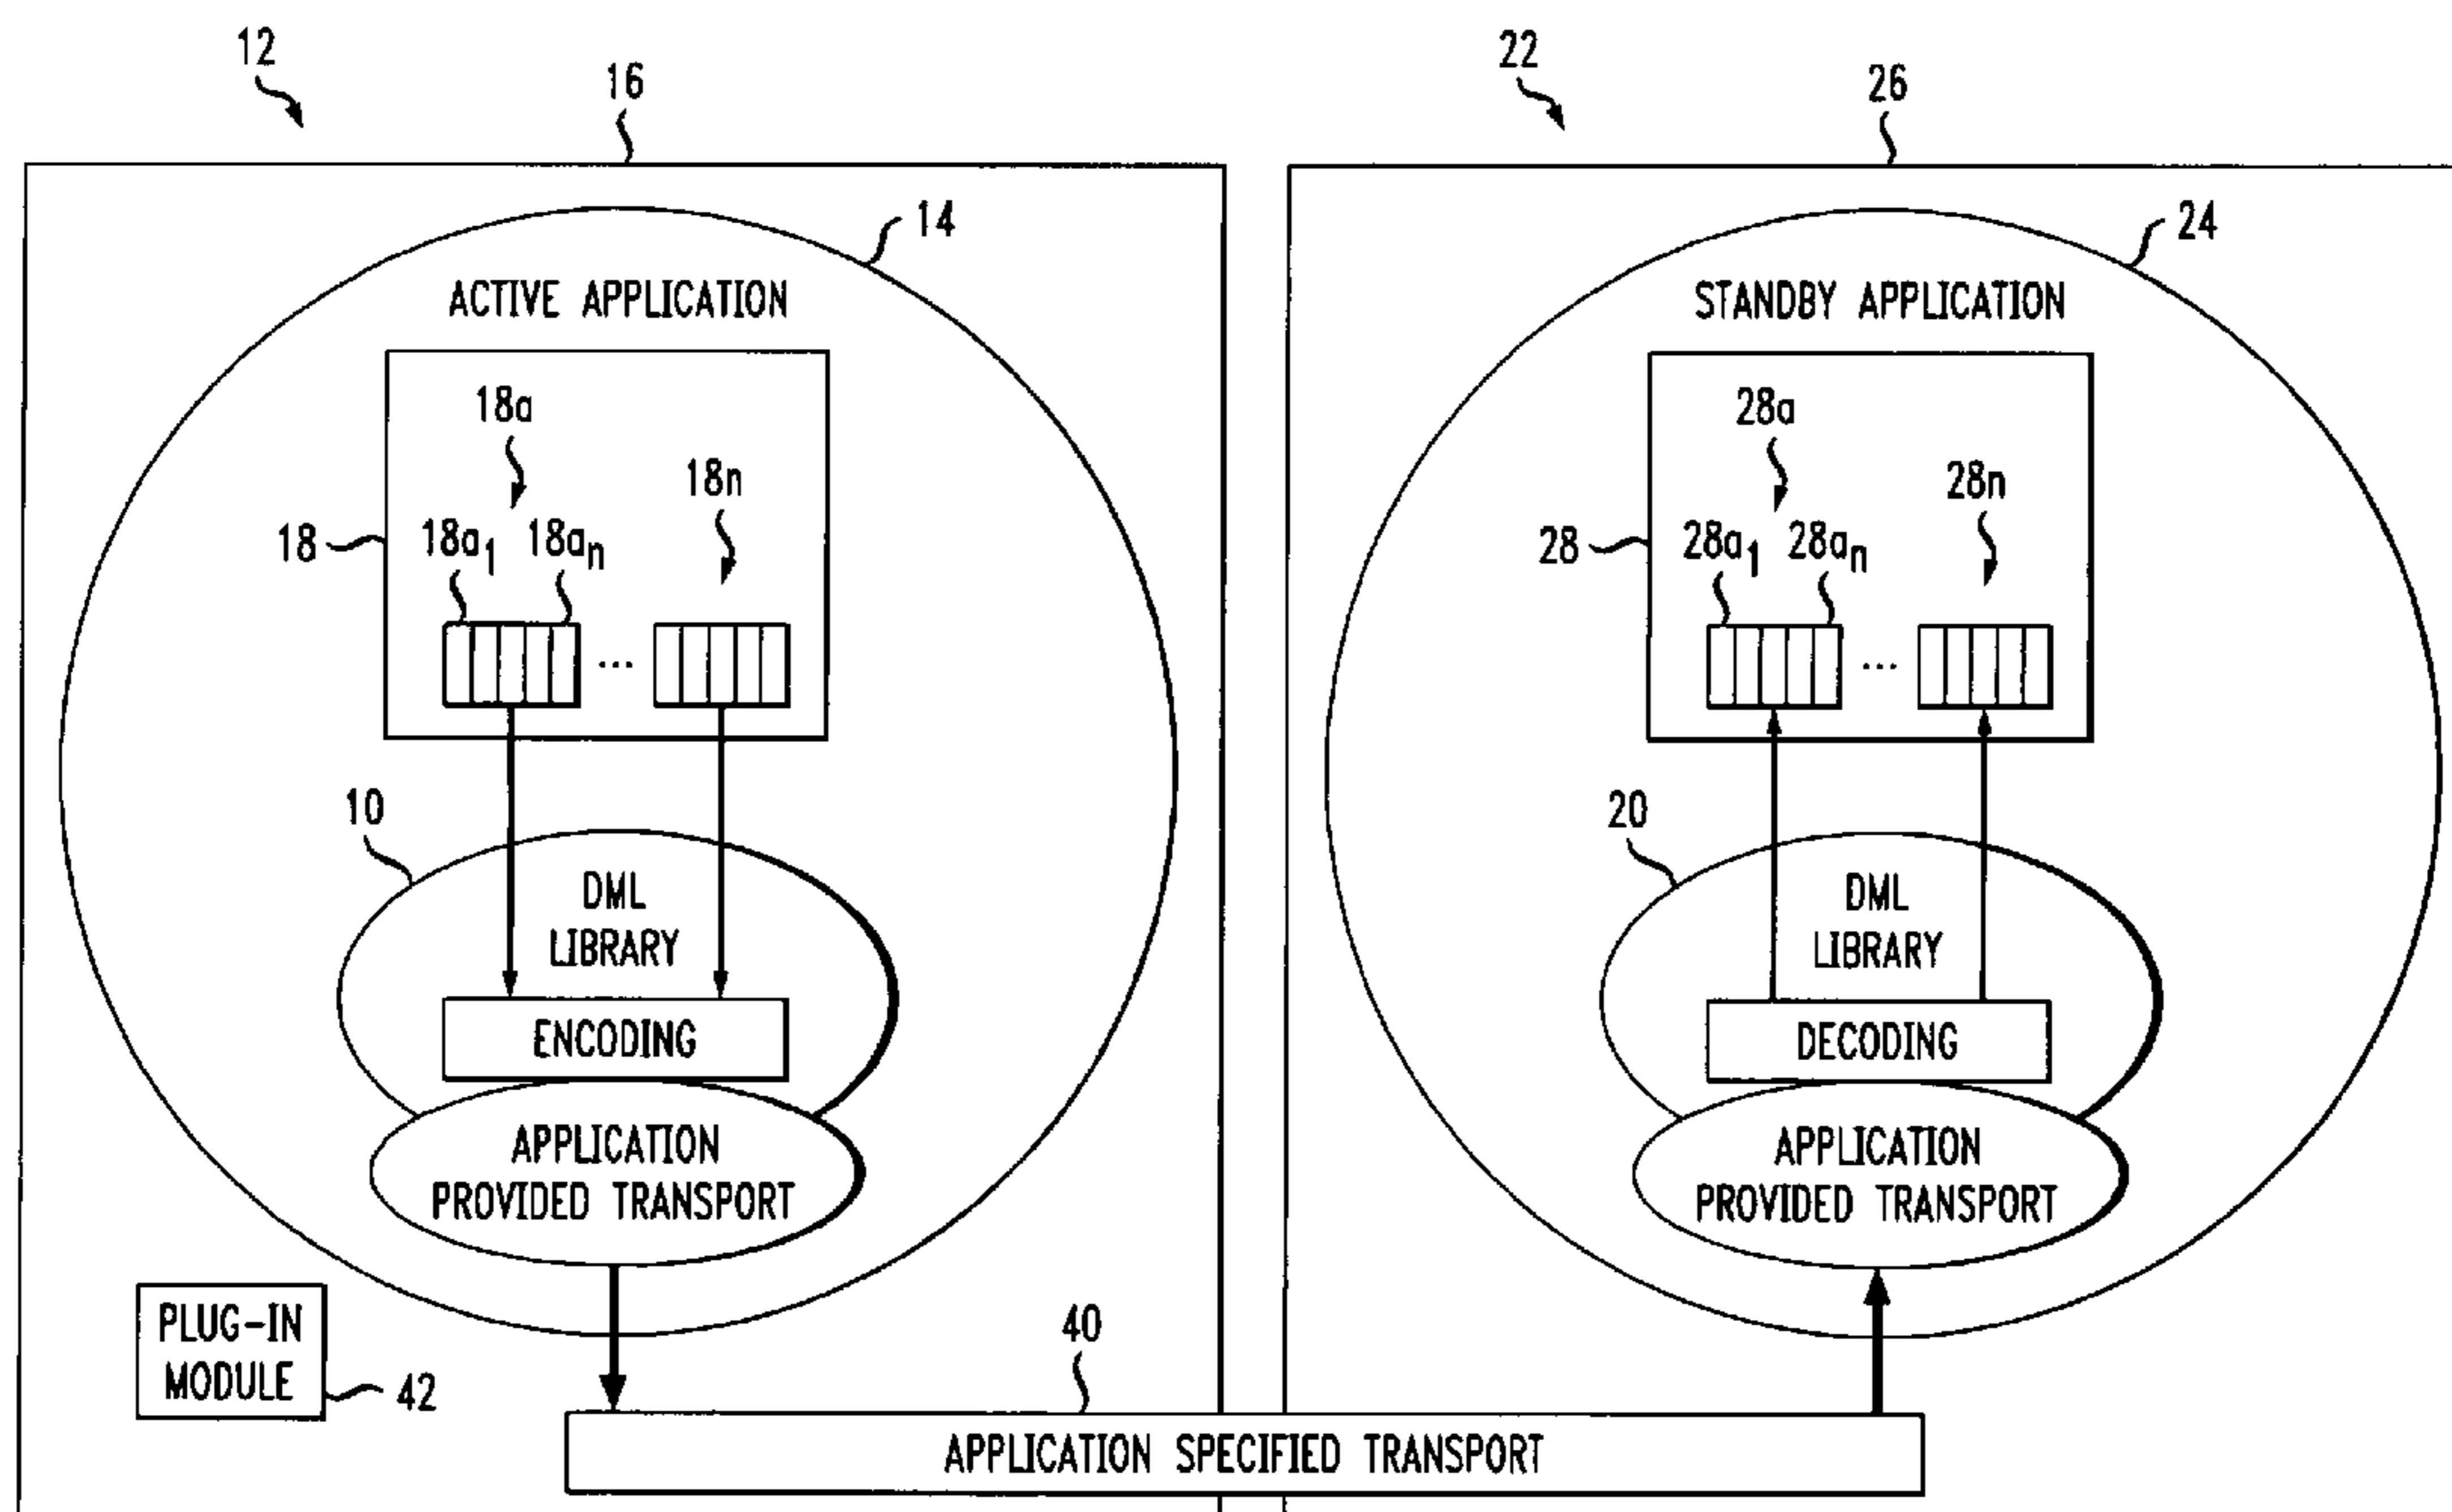 12
16
22
26
14
24
ACTIVE APPLICATION
STANDBY APPLICATION
18a
18n
18
18a1
18an
...
28a
28n
28
28a1
28an
...
10
DML
LIBRARY
ENCODING
APPLICATION
PROVIDED TRANSPORT
20
DML
LIBRARY
DECODING
APPLICATION
PROVIDED TRANSPORT
PLUG-IN
MODULE
42
40
APPLICATION SPECIFIED TRANSPORT